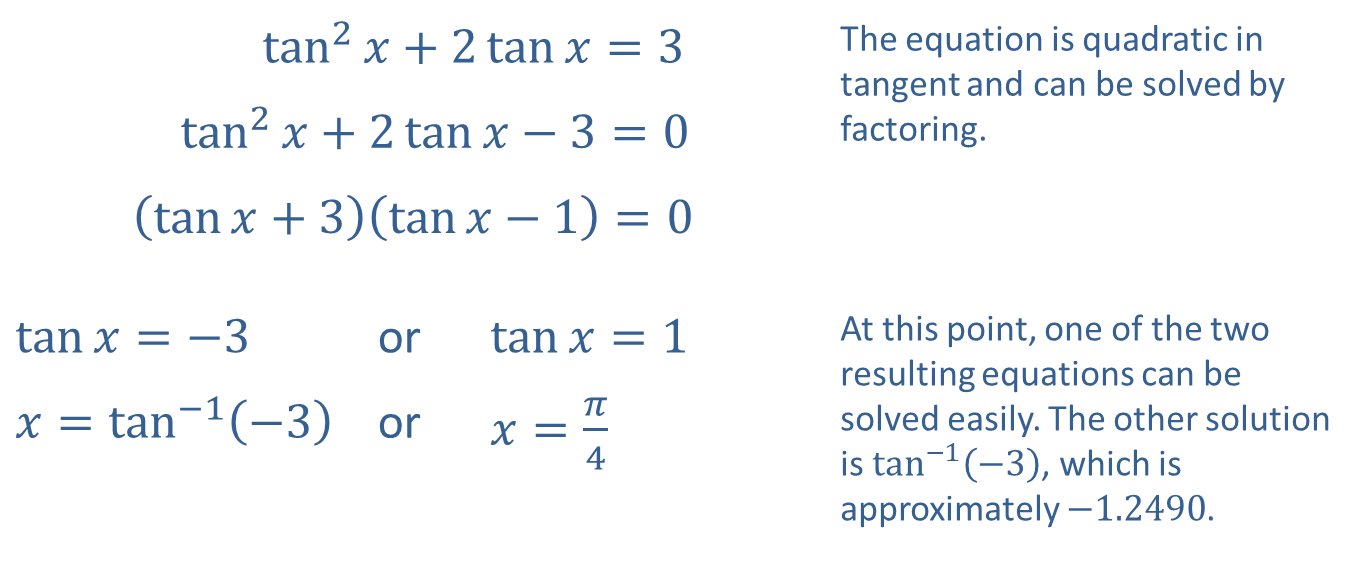 tan² x + 2 tan x = 3
The equation is quadratic in
tangent and can be solved by
factoring.
tan² x + 2 tan x − 3 = 0
(tan x + 3)(tan x − 1) = 0
tan x = −3 or tan x = 1
x = tan⁻¹(−3) or x = π/4
At this point, one of the two
resulting equations can be
solved easily. The other solution
is tan⁻¹(−3), which is
approximately −1.2490.